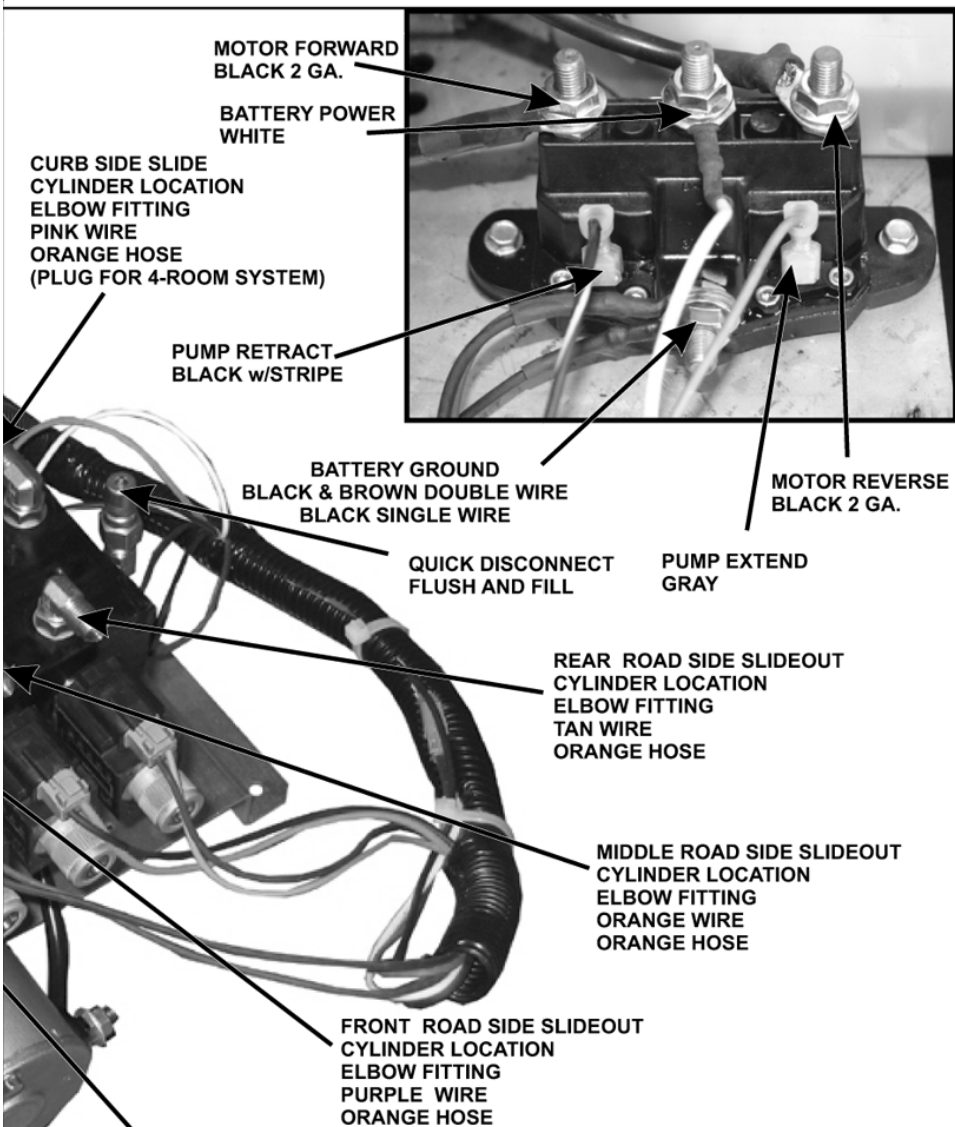 MOTOR FORWARD
BLACK 2 GA.
BATTERY POWER
WHITE
CURB SIDE SLIDE
CYLINDER LOCATION
ELBOW FITTING
PINK WIRE
ORANGE HOSE
(PLUG FOR 4-ROOM SYSTEM)
PUMP RETRACT
BLACK w/STRIPE
BATTERY GROUND
BLACK & BROWN DOUBLE WIRE
BLACK SINGLE WIRE
MOTOR REVERSE
BLACK 2 GA.
QUICK DISCONNECT
FLUSH AND FILL
PUMP EXTEND
GRAY
REAR ROAD SIDE SLIDEOUT
CYLINDER LOCATION
ELBOW FITTING
TAN WIRE
ORANGE HOSE
MIDDLE ROAD SIDE SLIDEOUT
CYLINDER LOCATION
ELBOW FITTING
ORANGE WIRE
ORANGE HOSE
FRONT ROAD SIDE SLIDEOUT
CYLINDER LOCATION
ELBOW FITTING
PURPLE WIRE
ORANGE HOSE